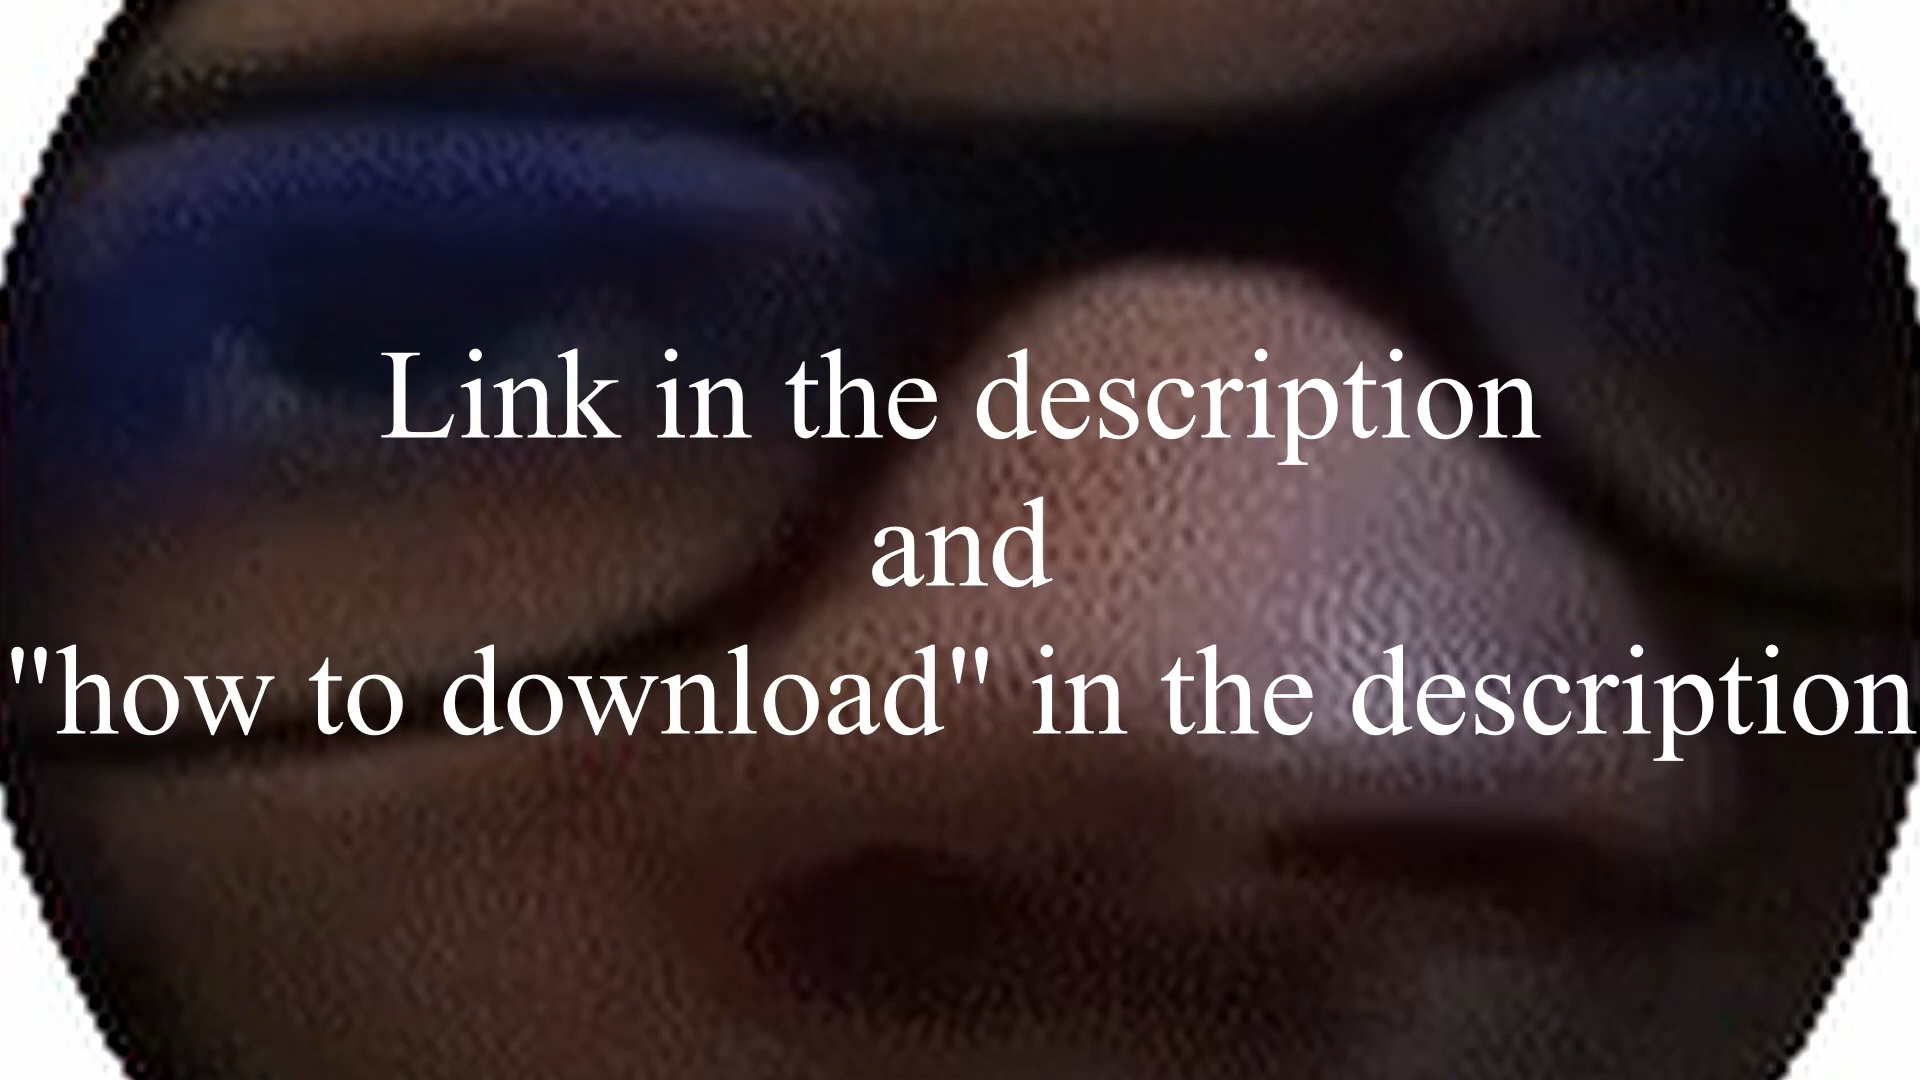 Link in the description
and
"how to download" in the description